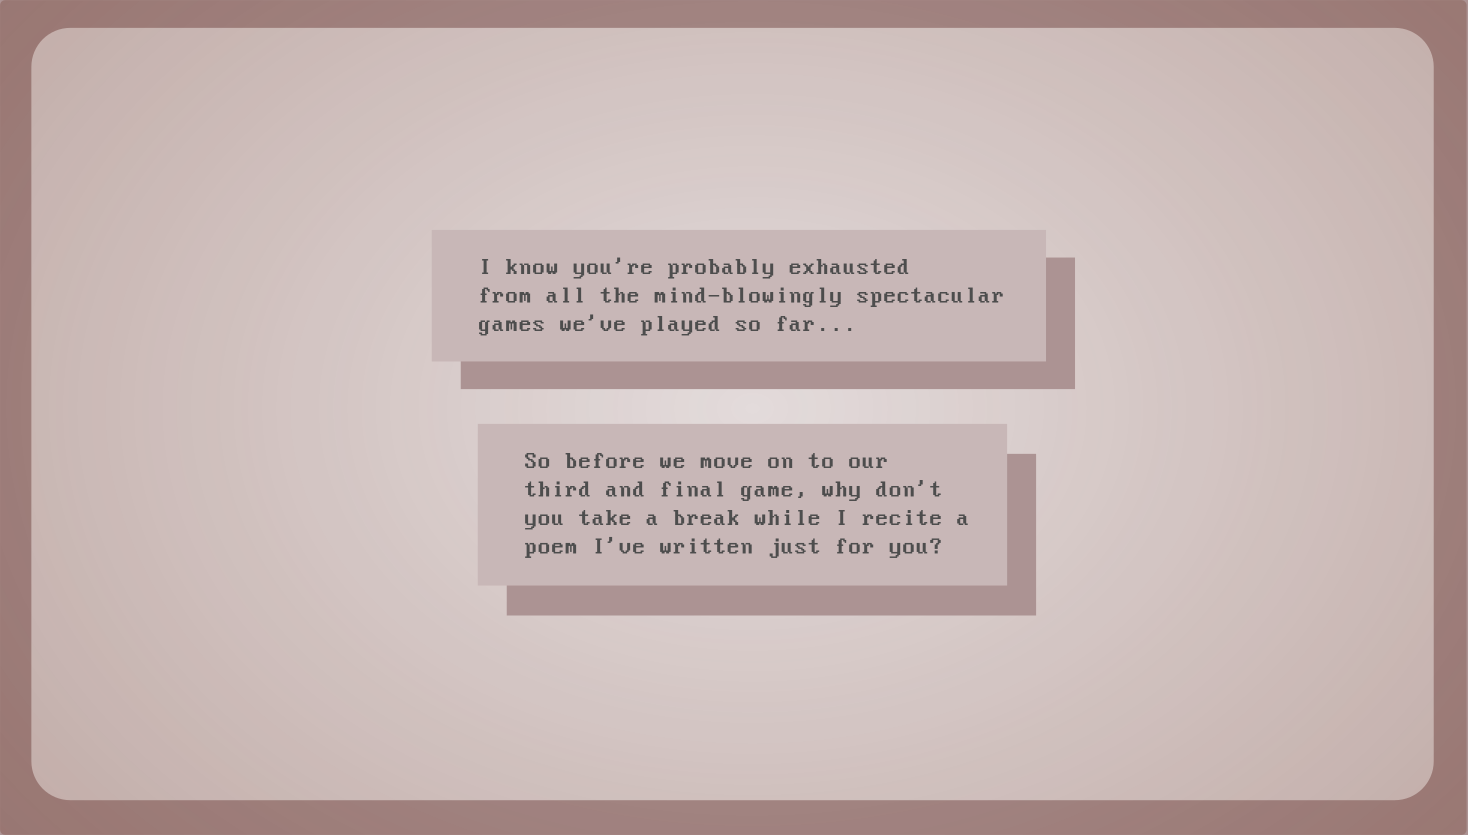 I know you're probably exhausted
from all the mind-blowingly spectacular
games we've played so far...
So before we move on to our
third and final game, why don't
you take a break while I recite a
poem I've written just for you?